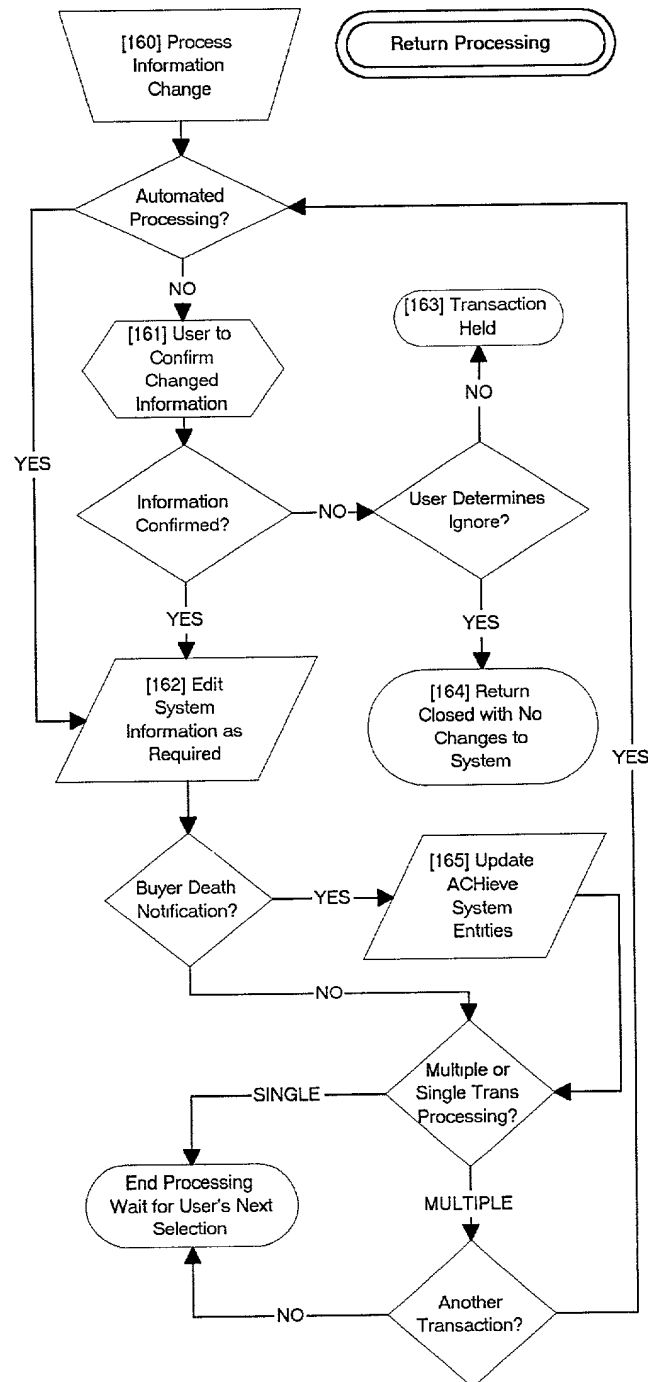 [160] Process
Information
Change
Return Processing
Automated
Processing?
NO
[161] User to
Confirm
Changed
Information
[163] Transaction
Held
NO
YES
Information
Confirmed?
NO
User Determines
Ignore?
YES
YES
[162] Edit
System
Information as
Required
[164] Return
Closed with No
Changes to
System
YES
Buyer Death
Notification?
YES
[165] Update
ACHieve
System
Entities
NO
Multiple or
Single Trans
Processing?
SINGLE
End Processing
Wait for User's Next
Selection
MULTIPLE
NO
Another
Transaction?